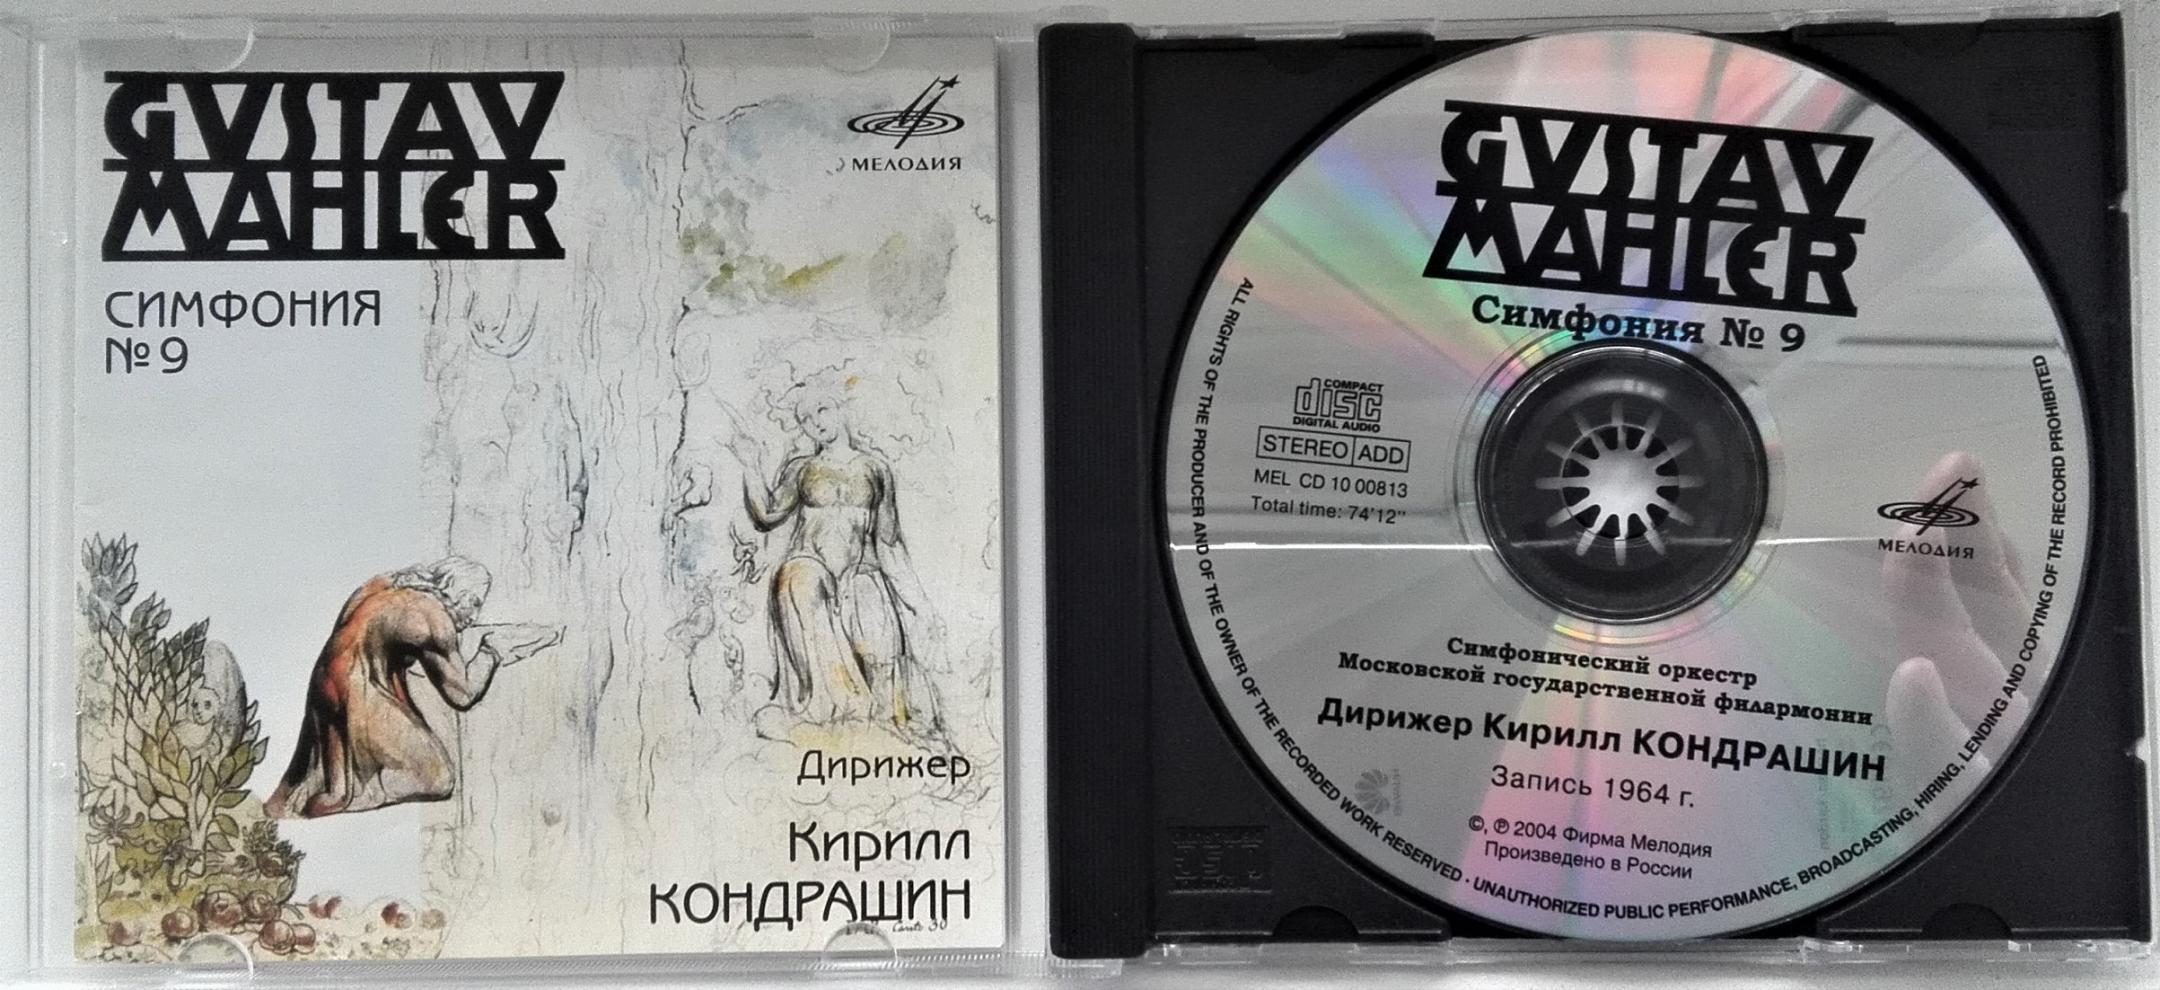 GUSTAV
MAHLER
МЕЛОДИЯ
СИМФОНИЯ
№ 9
Дирижер
Кирилл
КОНДРАШИН
GUSTAV
MAHLER
Симфония № 9
COMPACT
disc
DIGITAL AUDIO
STEREO ADD
MEL CD 10 00813
Total time: 74'12"
МЕЛОДИЯ
Симфонический оркестр
Московской государственной филармонии
Дирижер Кирилл КОНДРАШИН
Запись 1964 г.
©, ℗ 2004 Фирма Мелодия
Произведено в России
ALL RIGHTS OF THE PRODUCER AND OF THE OWNER OF THE RECORDED WORK RESERVED · UNAUTHORIZED PUBLIC PERFORMANCE, BROADCASTING, HIRING, LENDING AND COPYING OF THE RECORD PROHIBITED